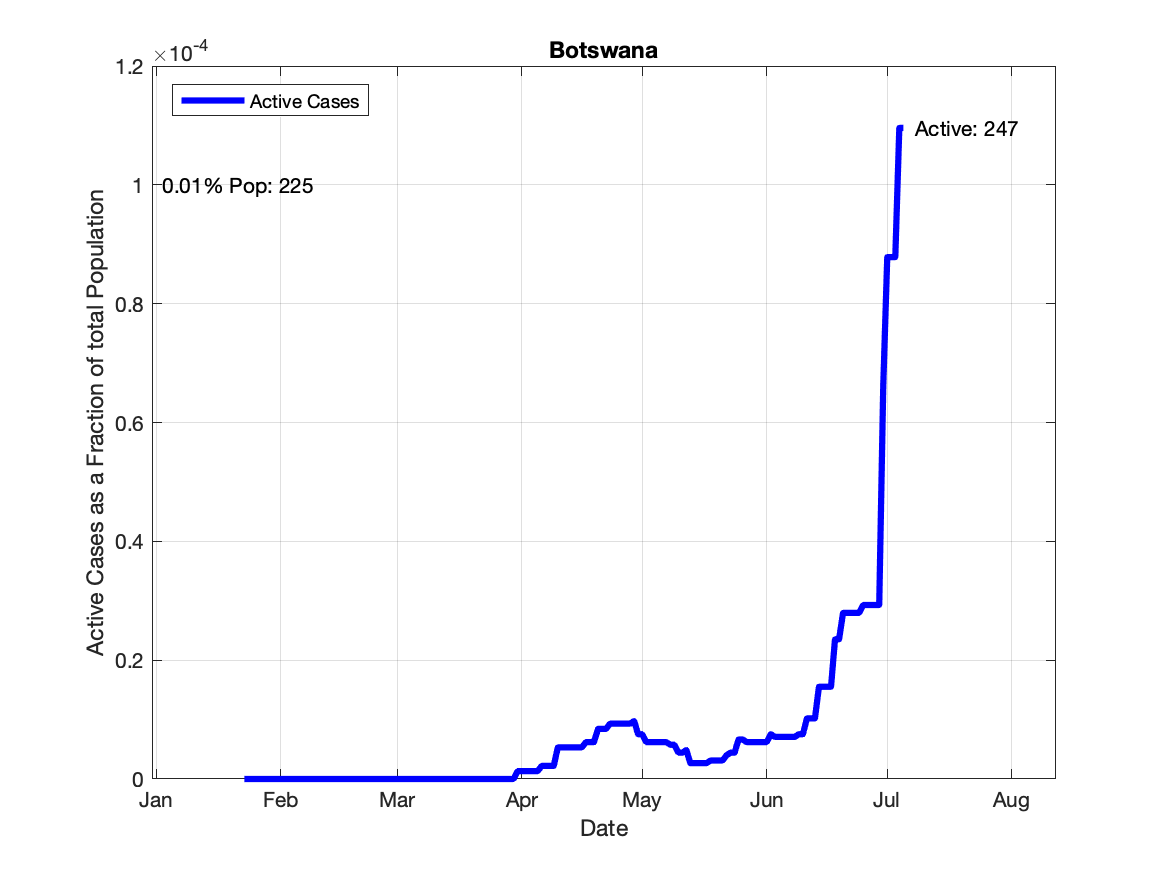 Botswana
×10-4
1.2
Active Cases
Active: 247
1
0.01% Pop: 225
0.8
0.6
0.4
0.2
0
Active Cases as a Fraction of total Population
Jan Feb Mar Apr May Jun Jul Aug
Date